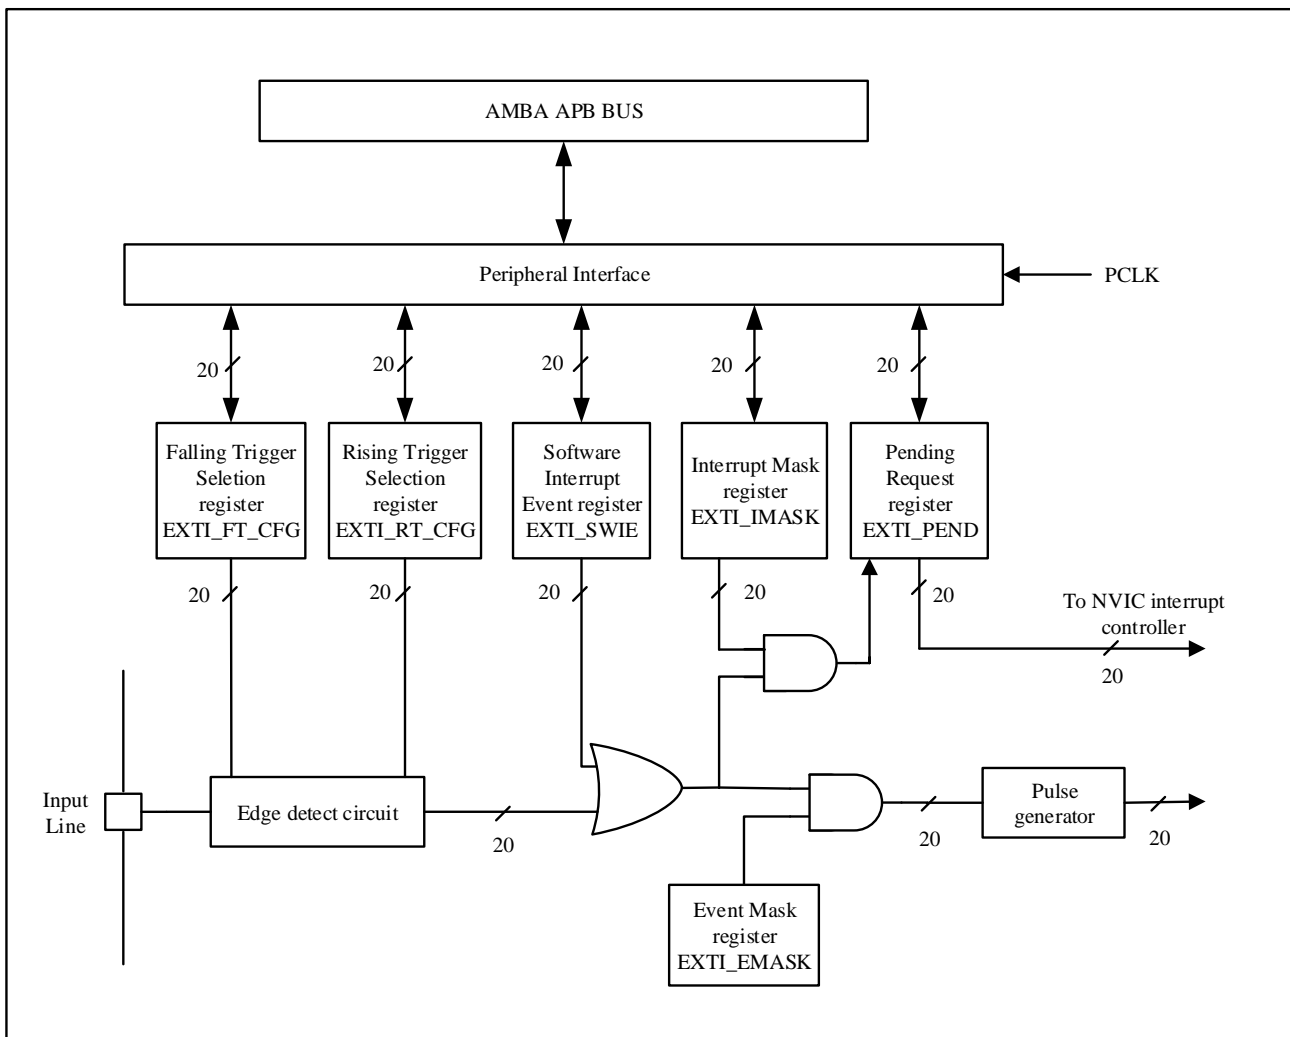 AMBA APB BUS
Peripheral Interface
PCLK
20
20
20
20
20
Falling Trigger
Seletion
register
EXTI_FT_CFG
Rising Trigger
Selection
register
EXTI_RT_CFG
Software
Interrupt
Event register
EXTI_SWIE
Interrupt Mask
register
EXTI_IMASK
Pending
Request
register
EXTI_PEND
20
20
20
20
20
To NVIC interrupt
controller
20
Input
Line
Edge detect circuit
20
20
Pulse
generator
20
Event Mask
register
EXTI_EMASK